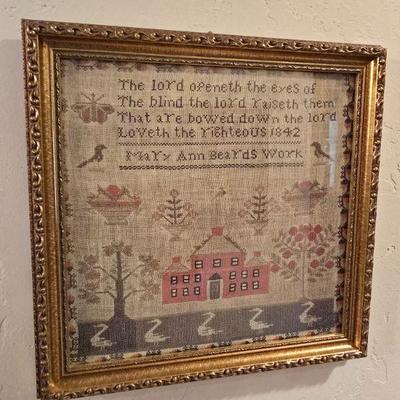 The lord openeth the eyes of
The blind the lord raiseth them
That are bowed down the lord
Loveth the righteous 1842
Mary Ann Beards Work